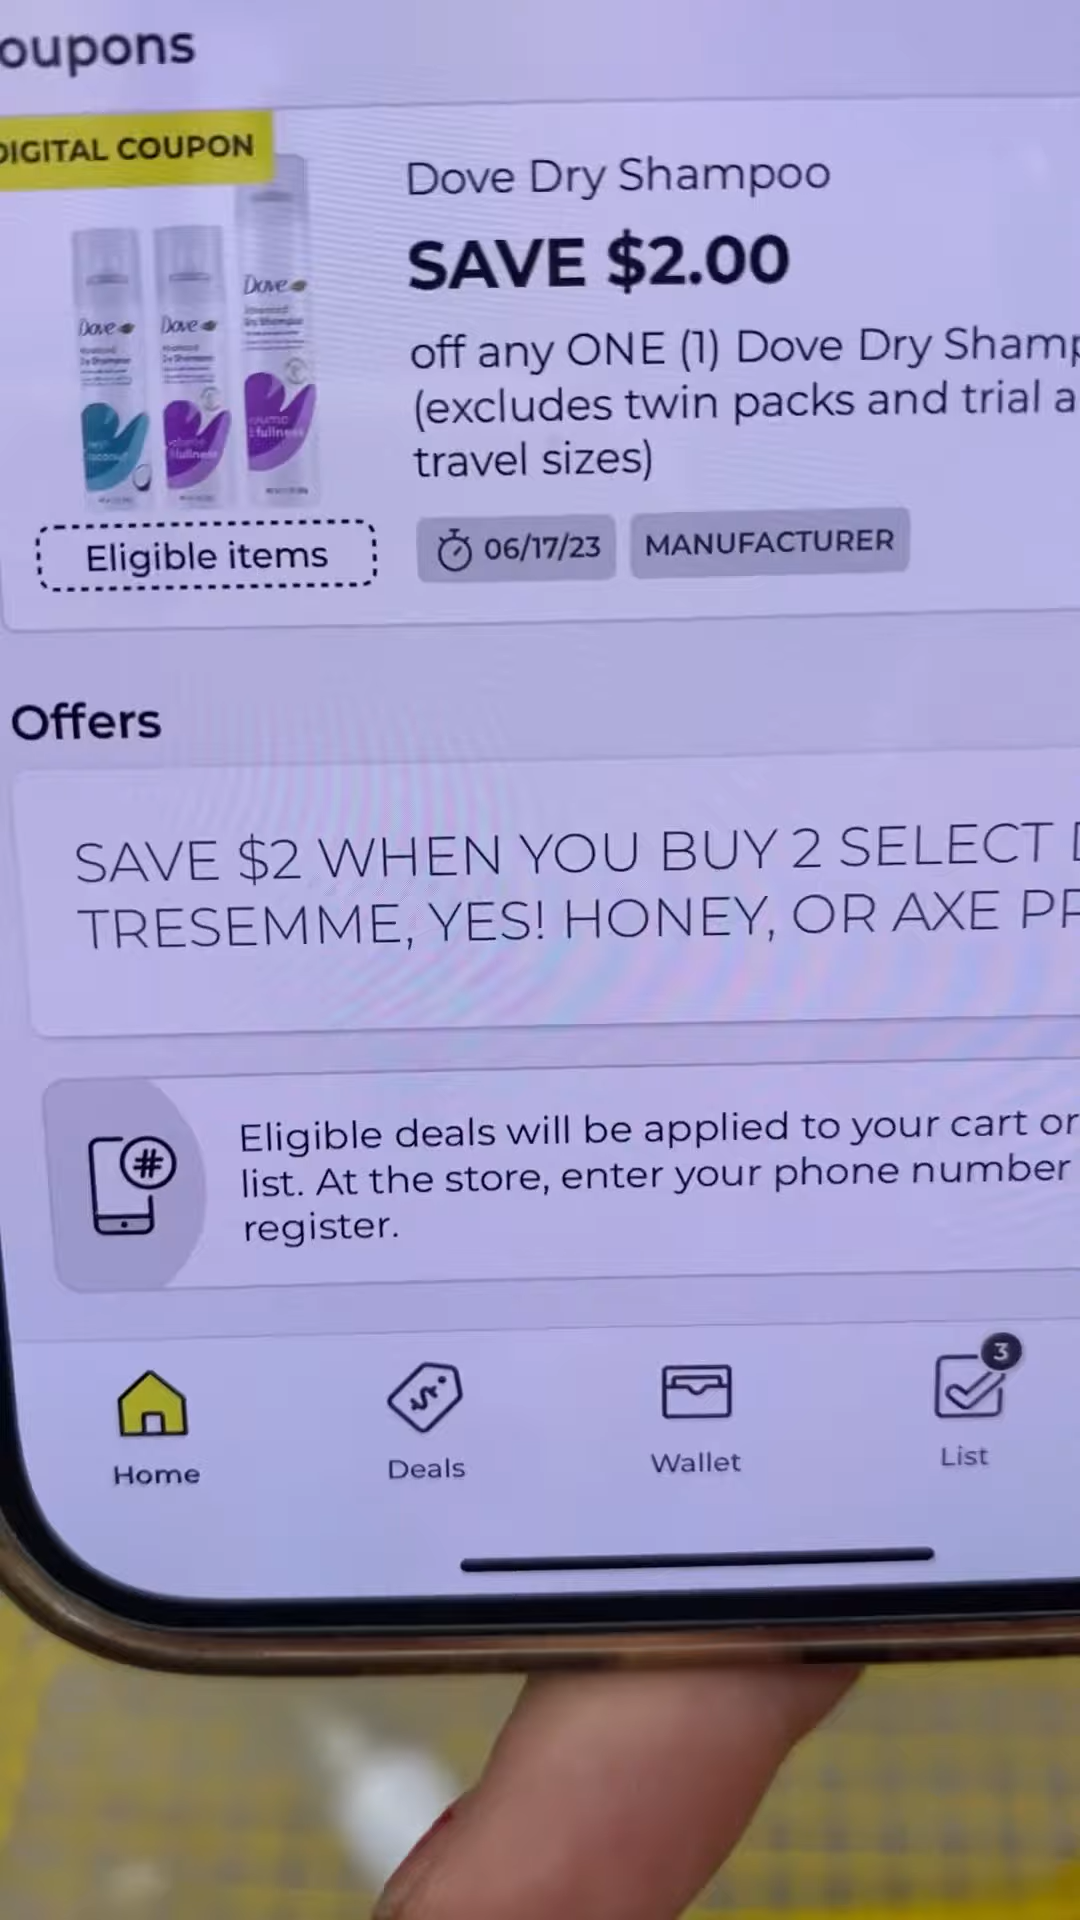 oupons
DIGITAL COUPON
Dove Dry Shampoo
SAVE $2.00
off any ONE (1) Dove Dry Shamp
(excludes twin packs and trial a
travel sizes)
Dove
Dove
Dove
Eligible items
06/17/23
MANUFACTURER
Offers
SAVE $2 WHEN YOU BUY 2 SELECT
TRESEMME, YES! HONEY, OR AXE PR
#
Eligible deals will be applied to your cart or
list. At the store, enter your phone number
register.
3
Home
Deals
Wallet
List